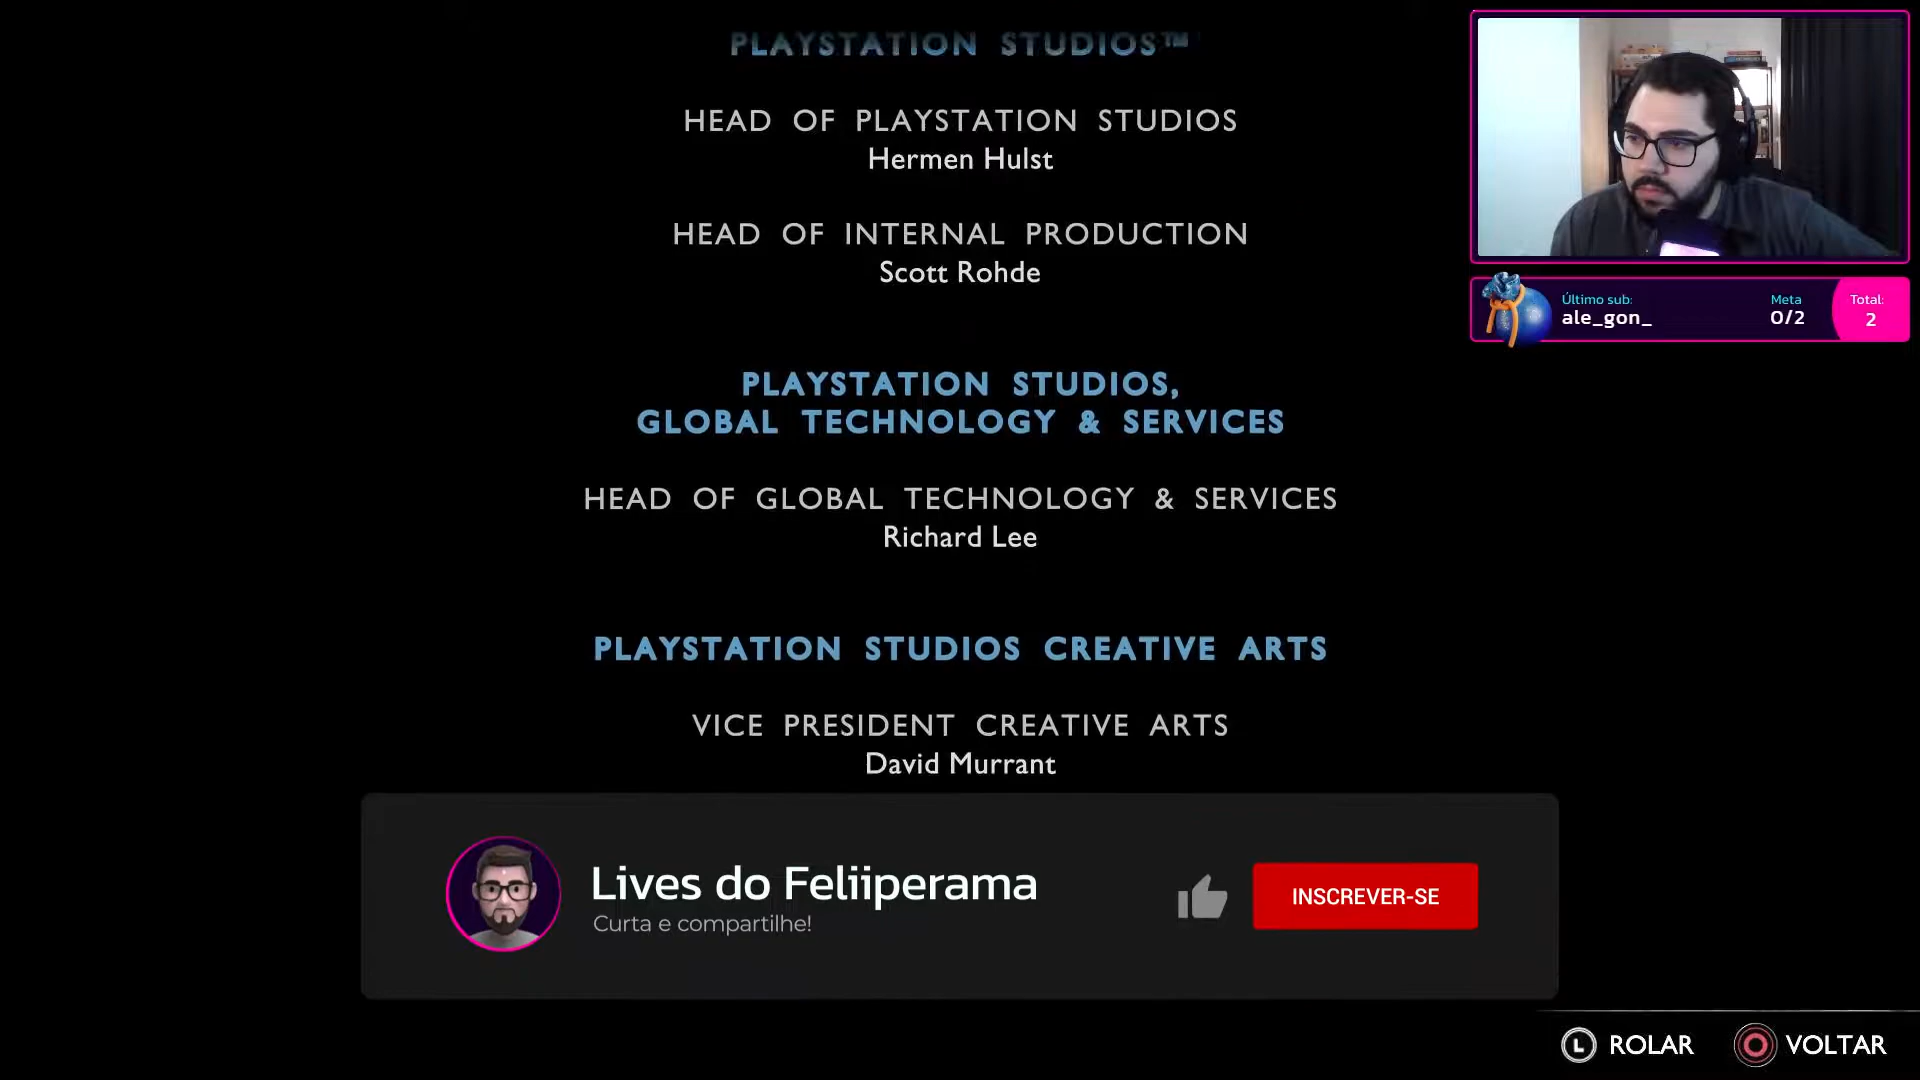 PLAYSTATION STUDIOS™
HEAD OF PLAYSTATION STUDIOS
Hermen Hulst
HEAD OF INTERNAL PRODUCTION
Scott Rohde
PLAYSTATION STUDIOS,
GLOBAL TECHNOLOGY & SERVICES
HEAD OF GLOBAL TECHNOLOGY & SERVICES
Richard Lee
PLAYSTATION STUDIOS CREATIVE ARTS
VICE PRESIDENT CREATIVE ARTS
David Murrant
Último sub:
ale_gon_
Meta
0/2
Total:
2
Lives do Feliiperama
Curta e compartilhe!
INSCREVER-SE
L ROLAR
VOLTAR